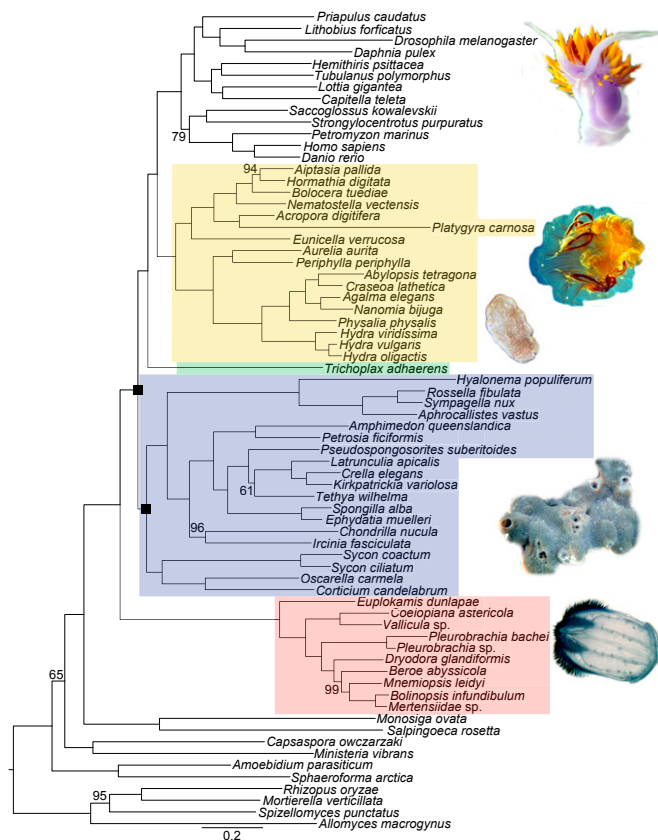 Priapulus caudatus
Lithobius forficatus
Drosophila melanogaster
Daphnia pulex
Hemithiris psittacea
Tubulanus polymorphus
Lottia gigantea
Capitella teleta
Saccoglossus kowalevskii
Strongylocentrotus purpuratus
79
Petromyzon marinus
Homo sapiens
Danio rerio
94
Aiptasia pallida
Hormathia digitata
Bolocera tuediae
Nematostella vectensis
Acropora digitifera
Platygyra carnosa
Eunicella verrucosa
Aurelia aurita
Periphylla periphylla
Abylopsis tetragona
Craseoa lathetica
Agalma elegans
Nanomia bijuga
Physalia physalis
Hydra viridissima
Hydra vulgaris
Hydra oligactis
Trichoplax adhaerens
Hyalonema populiferum
Rossella fibulata
Sympagella nux
Aphrocallistes vastus
Amphimedon queenslandica
Petrosia ficiformis
Pseudospongosorites suberitoides
Latrunculia apicalis
Crella elegans
Kirkpatrickia variolosa
61
Tethya wilhelma
Spongilla alba
Ephydatia muelleri
96
Chondrilla nucula
Ircinia fasciculata
Sycon coactum
Sycon ciliatum
Oscarella carmela
Corticium candelabrum
Euplokamis dunlapae
Coeloplana astericola
Vallicula sp.
Pleurobrachia bachei
Pleurobrachia sp.
Dryodora glandiformis
Beroe abyssicola
65
99
Mnemiopsis leidyi
Bolinopsis infundibulum
Mertensiidae sp.
Monosiga ovata
Salpingoeca rosetta
Capsaspora owczarzaki
Ministeria vibrans
Amoebidium parasiticum
Sphaeroforma arctica
Rhizopus oryzae
95
Mortierella verticillata
Spizellomyces punctatus
Allomyces macrogynus
0.2